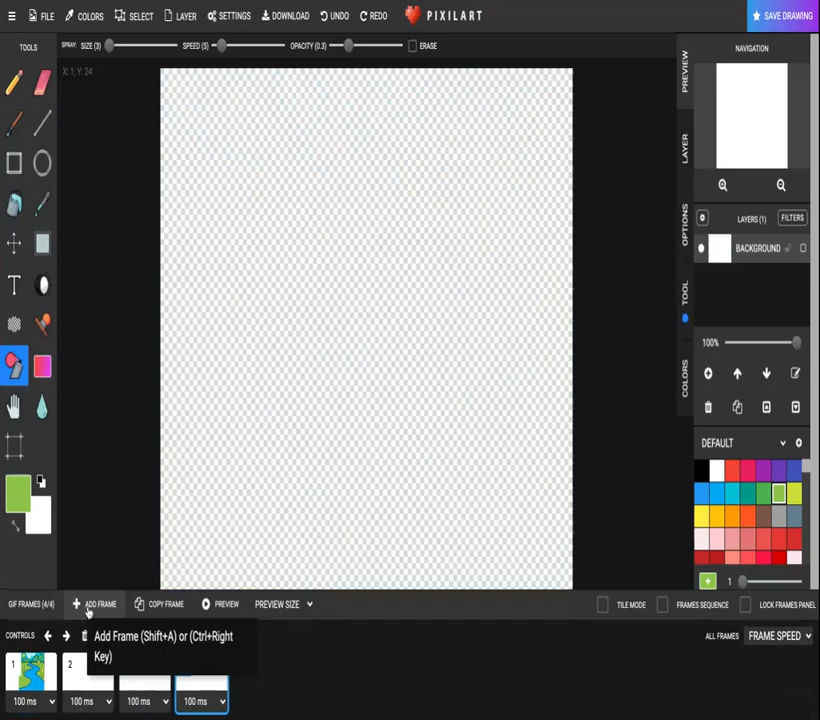 FILE COLORS SELECT LAYER SETTINGS DOWNLOAD UNDO REDO PIXILART SAVE DRAWING
TOOLS
SPRAY: SIZE (3) SPEED (5) OPACITY (0.3) ERASE
X: 1, Y: 24
PREVIEW
LAYER
OPTIONS
TOOL
COLORS
NAVIGATION
LAYERS (1) FILTERS
BACKGROUND
100%
DEFAULT
1
GIF FRAMES (4/4) ADD FRAME COPY FRAME PREVIEW PREVIEW SIZE TILE MODE FRAMES SEQUENCE LOCK FRAMES PANEL
CONTROLS ALL FRAMES FRAME SPEED
Add Frame (Shift+A) or (Ctrl+Right
Key)
1 2
100 ms 100 ms 100 ms 100 ms